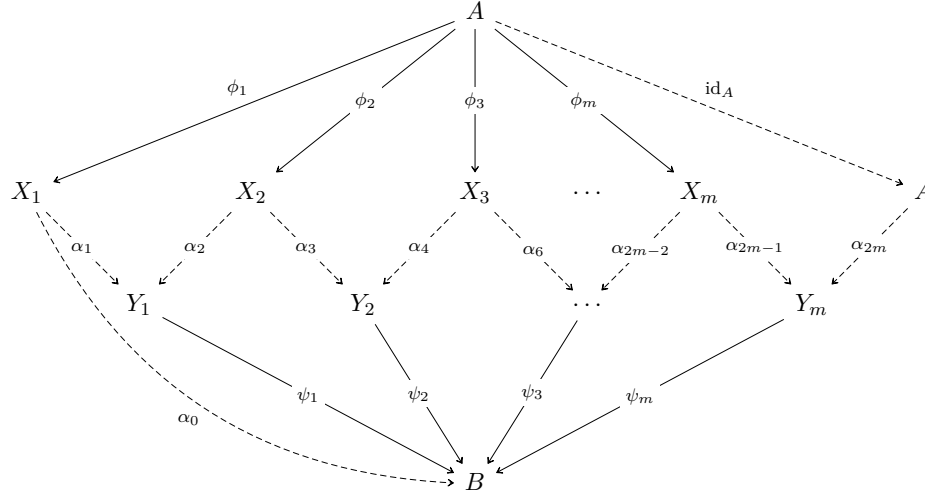 A
ϕ₁ ϕ₂ ϕ₃ ϕₘ id_A
X₁ X₂ X₃ ⋯ Xₘ A
α₁ α₂ α₃ α₄ α₆ α₂ₘ₋₂ α₂ₘ₋₁ α₂ₘ
Y₁ Y₂ ⋯ Yₘ
ψ₁ ψ₂ ψ₃ ψₘ
α₀
B